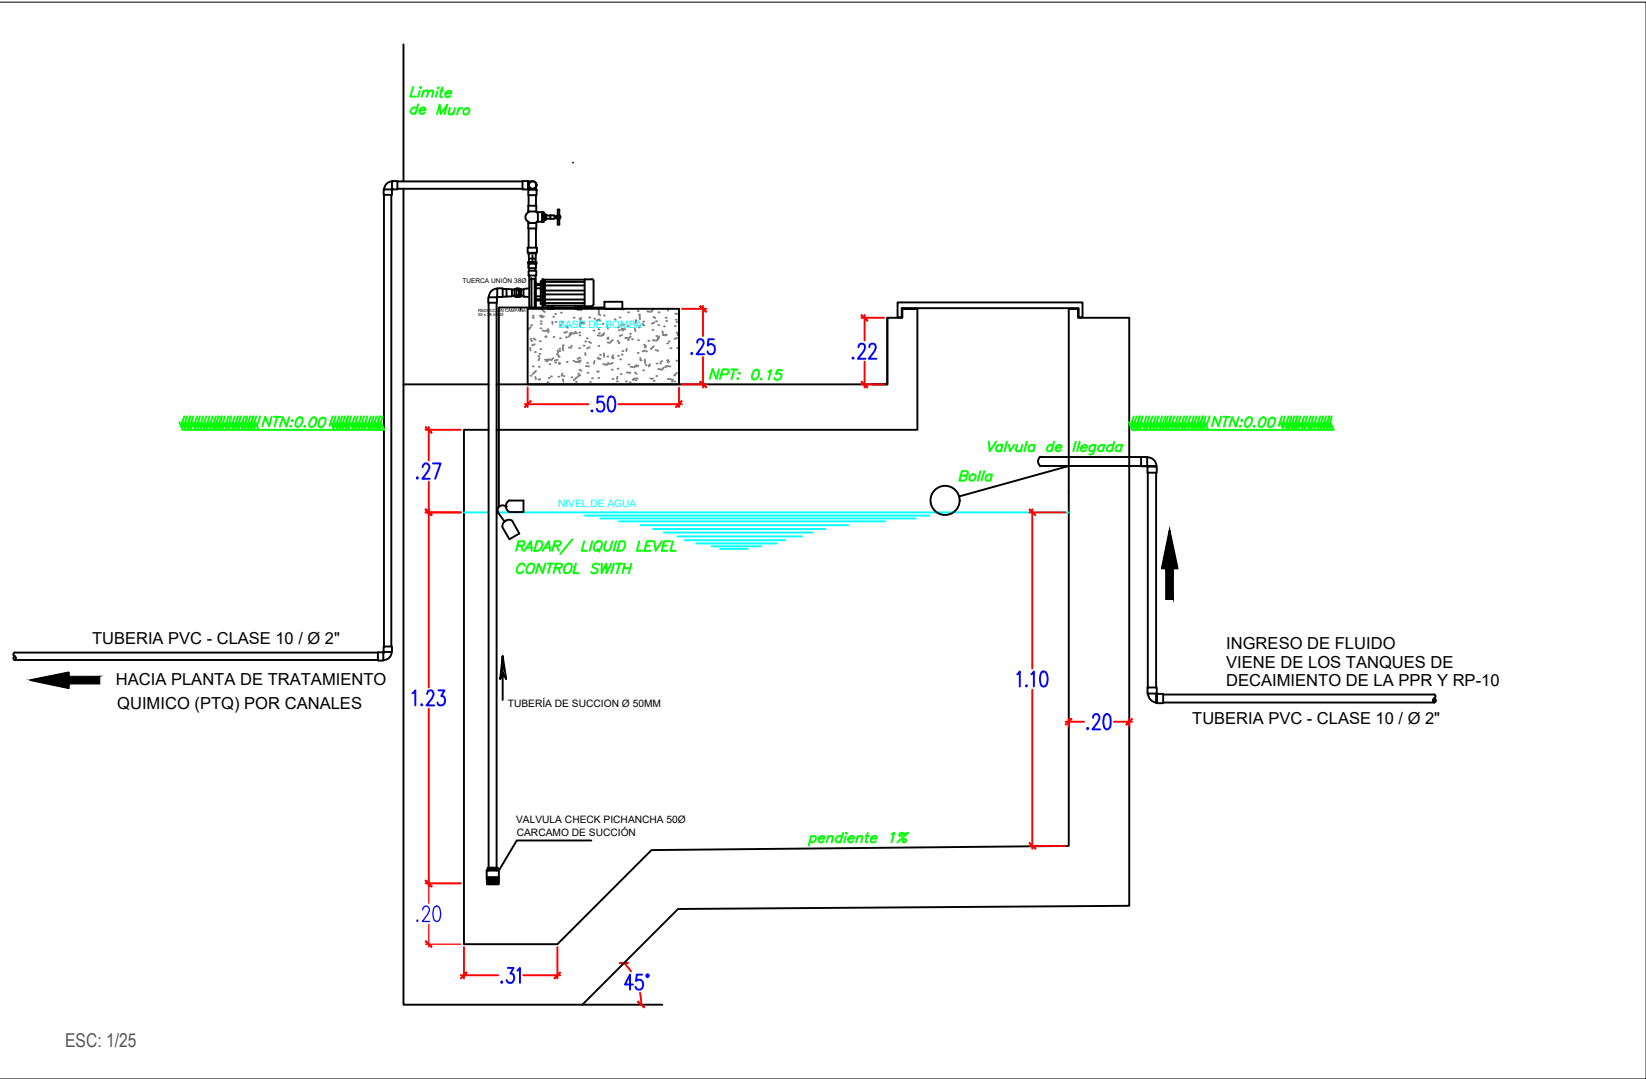 Limite
de Muro
TUERCA UNIÓN 38Ø
BASE DE BOMBA
.25
.22
NPT: 0.15
.50
NTN:0.00
NTN:0.00
Valvula de llegada
.27
Bolla
NIVEL DE AGUA
RADAR/ LIQUID LEVEL
CONTROL SWITH
TUBERIA PVC - CLASE 10 / Ø 2"
HACIA PLANTA DE TRATAMIENTO
QUIMICO (PTQ) POR CANALES
INGRESO DE FLUIDO
VIENE DE LOS TANQUES DE
DECAIMIENTO DE LA PPR Y RP-10
TUBERIA PVC - CLASE 10 / Ø 2"
1.23
1.10
TUBERÍA DE SUCCION Ø 50MM
.20
VALVULA CHECK PICHANCHA 50Ø
CARCAMO DE SUCCIÓN
pendiente 1%
.20
.31
45°
ESC: 1/25